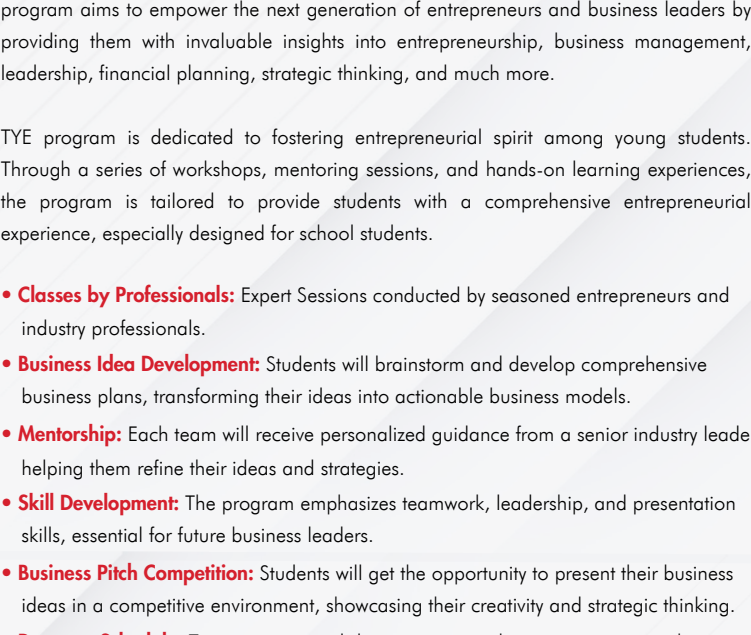 program aims to empower the next generation of entrepreneurs and business leaders by
providing them with invaluable insights into entrepreneurship, business management,
leadership, financial planning, strategic thinking, and much more.
TYE program is dedicated to fostering entrepreneurial spirit among young students.
Through a series of workshops, mentoring sessions, and hands-on learning experiences,
the program is tailored to provide students with a comprehensive entrepreneurial
experience, especially designed for school students.
• Classes by Professionals: Expert Sessions conducted by seasoned entrepreneurs and
industry professionals.
• Business Idea Development: Students will brainstorm and develop comprehensive
business plans, transforming their ideas into actionable business models.
• Mentorship: Each team will receive personalized guidance from a senior industry leade
helping them refine their ideas and strategies.
• Skill Development: The program emphasizes teamwork, leadership, and presentation
skills, essential for future business leaders.
• Business Pitch Competition: Students will get the opportunity to present their business
ideas in a competitive environment, showcasing their creativity and strategic thinking.